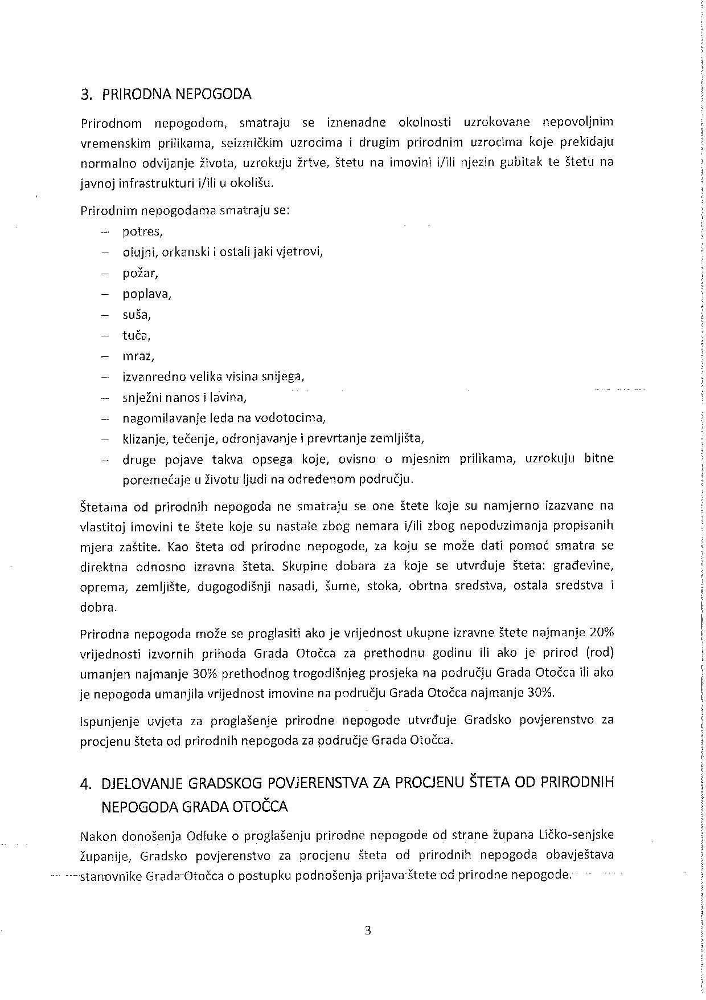 3. PRIRODNA NEPOGODA
Prirodnom nepogodom, smatraju se iznenadne okolnosti uzrokovane nepovoljnim
vremenskim prilikama, seizmičkim uzrocima i drugim prirodnim uzrocima koje prekidaju
normalno odvijanje života, uzrokuju žrtve, štetu na imovini i/ili njezin gubitak te štetu na
javnoj infrastrukturi i/ili u okolišu.
Prirodnim nepogodama smatraju se:
– potres,
– olujni, orkanski i ostali jaki vjetrovi,
– požar,
– poplava,
– suša,
– tuča,
– mraz,
– izvanredno velika visina snijega,
– snježni nanos i lavina,
– nagomilavanje leda na vodotocima,
– klizanje, tečenje, odronjavanje i prevrtanje zemljišta,
– druge pojave takva opsega koje, ovisno o mjesnim prilikama, uzrokuju bitne
poremećaje u životu ljudi na određenom području.
Štetama od prirodnih nepogoda ne smatraju se one štete koje su namjerno izazvane na
vlastitoj imovini te štete koje su nastale zbog nemara i/ili zbog nepoduzimanja propisanih
mjera zaštite. Kao šteta od prirodne nepogode, za koju se može dati pomoć smatra se
direktna odnosno izravna šteta. Skupine dobara za koje se utvrđuje šteta: građevine,
oprema, zemljište, dugogodišnji nasadi, šume, stoka, obrtna sredstva, ostala sredstva i
dobra.
Prirodna nepogoda može se proglasiti ako je vrijednost ukupne izravne štete najmanje 20%
vrijednosti izvornih prihoda Grada Otočca za prethodnu godinu ili ako je prirod (rod)
umanjen najmanje 30% prethodnog trogodišnjeg prosjeka na području Grada Otočca ili ako
je nepogoda umanjila vrijednost imovine na području Grada Otočca najmanje 30%.
Ispunjenje uvjeta za proglašenje prirodne nepogode utvrđuje Gradsko povjerenstvo za
procjenu šteta od prirodnih nepogoda za područje Grada Otočca.
4. DJELOVANJE GRADSKOG POVJERENSTVA ZA PROCJENU ŠTETA OD PRIRODNIH
NEPOGODA GRADA OTOČCA
Nakon donošenja Odluke o proglašenju prirodne nepogode od strane župana Ličko-senjske
županije, Gradsko povjerenstvo za procjenu šteta od prirodnih nepogoda obavještava
stanovnike Grada Otočca o postupku podnošenja prijava štete od prirodne nepogode.
3